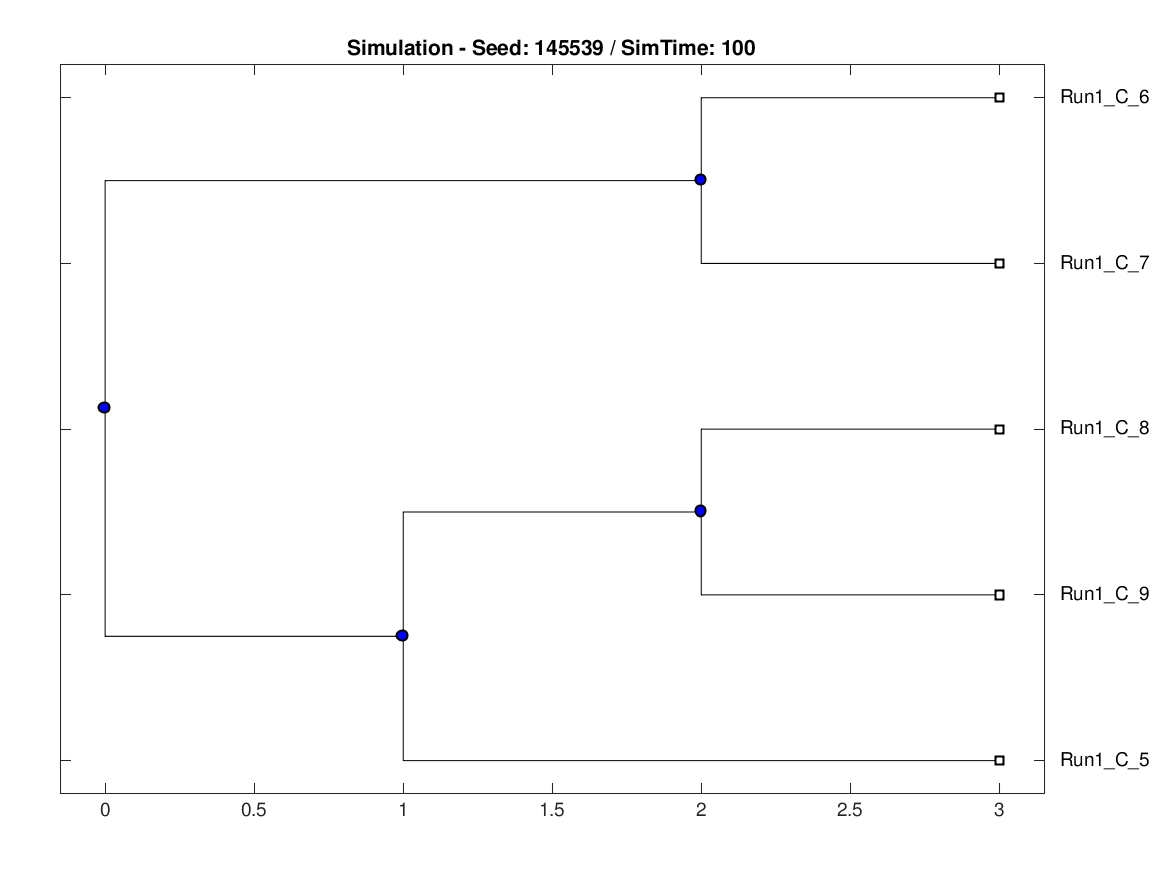 Simulation - Seed: 145539 / SimTime: 100
Run1_C_6
Run1_C_7
Run1_C_8
Run1_C_9
Run1_C_5
0 0.5 1 1.5 2 2.5 3